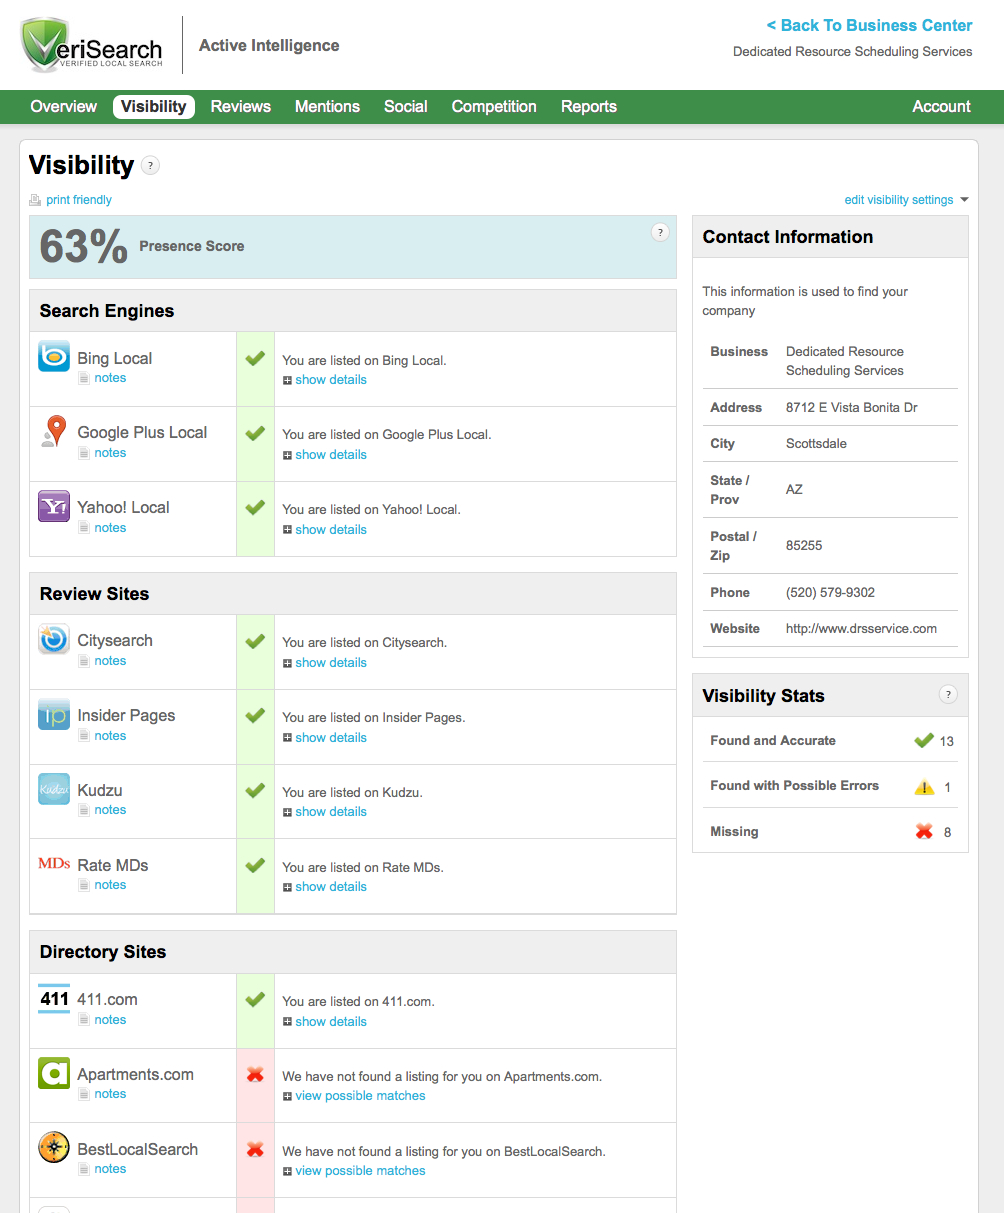 VeriSearch
VERIFIED LOCAL SEARCH
Active Intelligence
< Back To Business Center
Dedicated Resource Scheduling Services
Overview Visibility Reviews Mentions Social Competition Reports Account
Visibility ?
print friendly
edit visibility settings
63% Presence Score ?
Search Engines
Bing Local
notes
You are listed on Bing Local.
show details
Google Plus Local
notes
You are listed on Google Plus Local.
show details
Y!
Yahoo! Local
notes
You are listed on Yahoo! Local.
show details
Review Sites
Citysearch
notes
You are listed on Citysearch.
show details
ip
Insider Pages
notes
You are listed on Insider Pages.
show details
Kudzu
Kudzu
notes
You are listed on Kudzu.
show details
MDs
Rate MDs
notes
You are listed on Rate MDs.
show details
Directory Sites
411
411.com
notes
You are listed on 411.com.
show details
a
Apartments.com
notes
We have not found a listing for you on Apartments.com.
view possible matches
BestLocalSearch
notes
We have not found a listing for you on BestLocalSearch.
view possible matches
Contact Information
This information is used to find your
company
Business Dedicated Resource
Scheduling Services
Address 8712 E Vista Bonita Dr
City Scottsdale
State /
Prov
AZ
Postal /
Zip
85255
Phone (520) 579-9302
Website http://www.drsservice.com
Visibility Stats ?
Found and Accurate 13
Found with Possible Errors 1
Missing 8